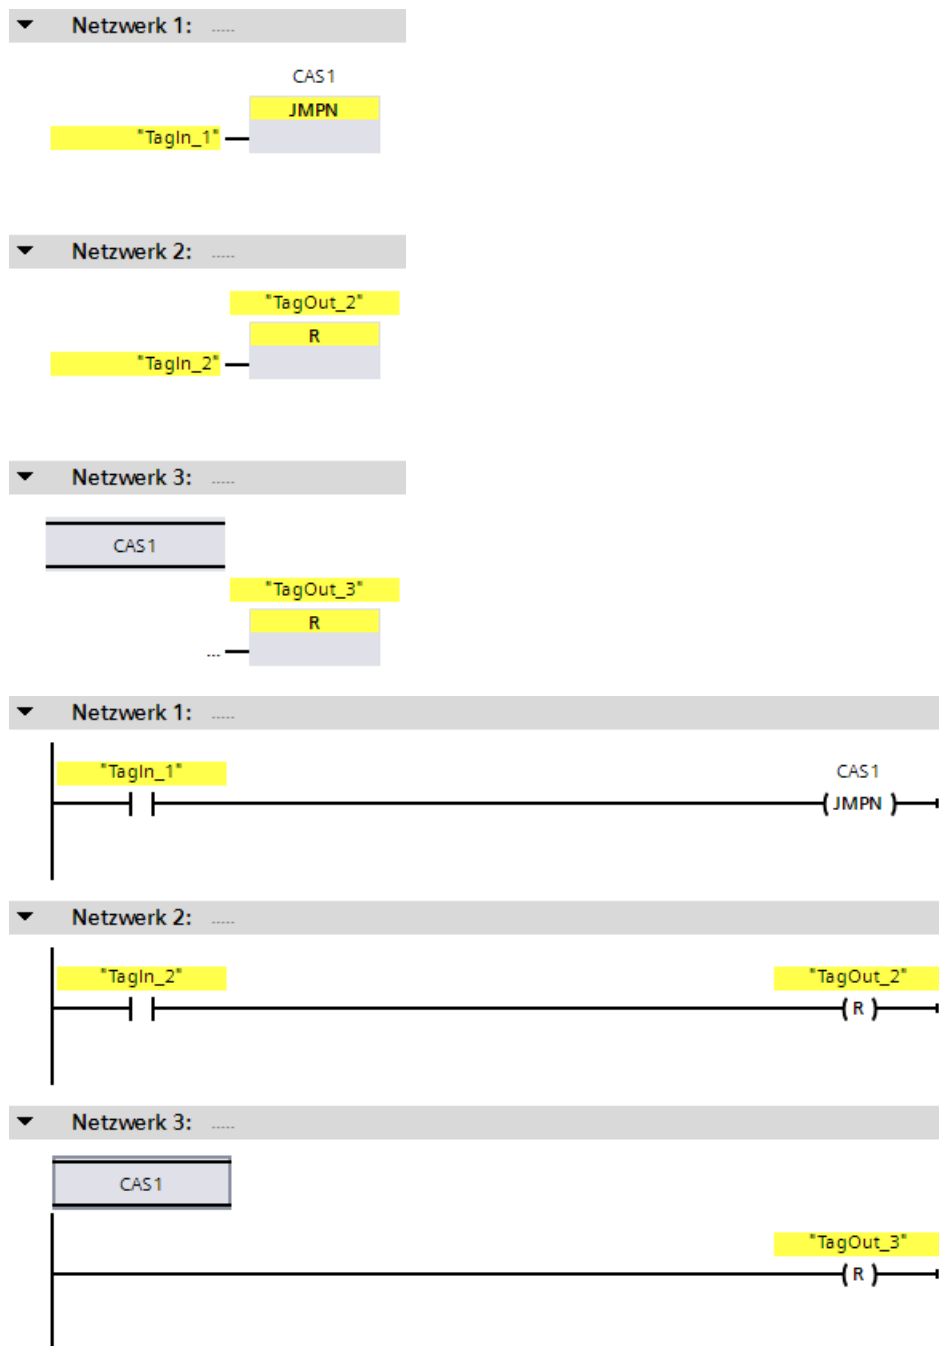 Netzwerk 1: .....
CAS1
JMPN
"TagIn_1"
Netzwerk 2: .....
"TagOut_2"
R
"TagIn_2"
Netzwerk 3: .....
CAS1
"TagOut_3"
R
...
Netzwerk 1: .....
"TagIn_1" CAS1
( JMPN )
Netzwerk 2: .....
"TagIn_2" "TagOut_2"
( R )
Netzwerk 3: .....
CAS1
"TagOut_3"
( R )